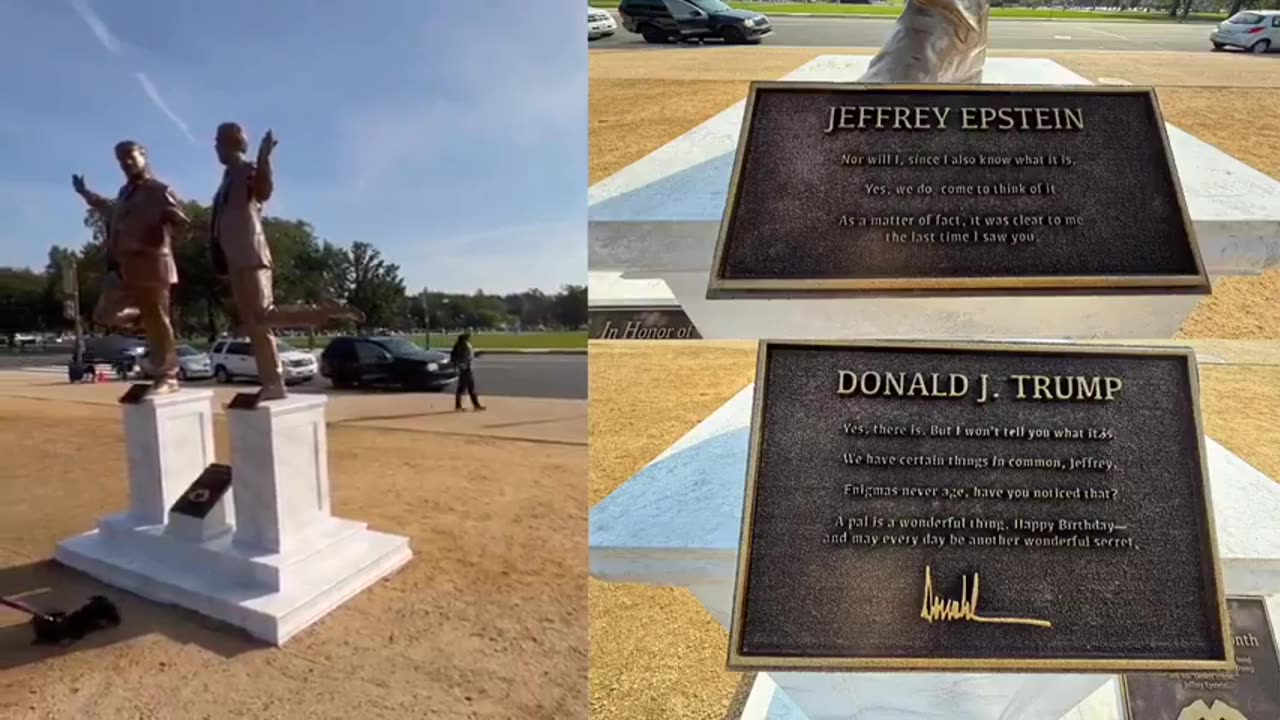 JEFFREY EPSTEIN
Nor will I, since I also know what it is.
Yes, we do, come to think of it
As a matter of fact, it was clear to me
the last time I saw you.
In Honor of
DONALD J. TRUMP
Yes, there is. But I won't tell you what it is.
We have certain things in common, Jeffrey.
Enigmas never age, have you noticed that?
A pal is a wonderful thing. Happy Birthday—
and may every day be another wonderful secret.
Donald
onth
Jeffrey Epstein